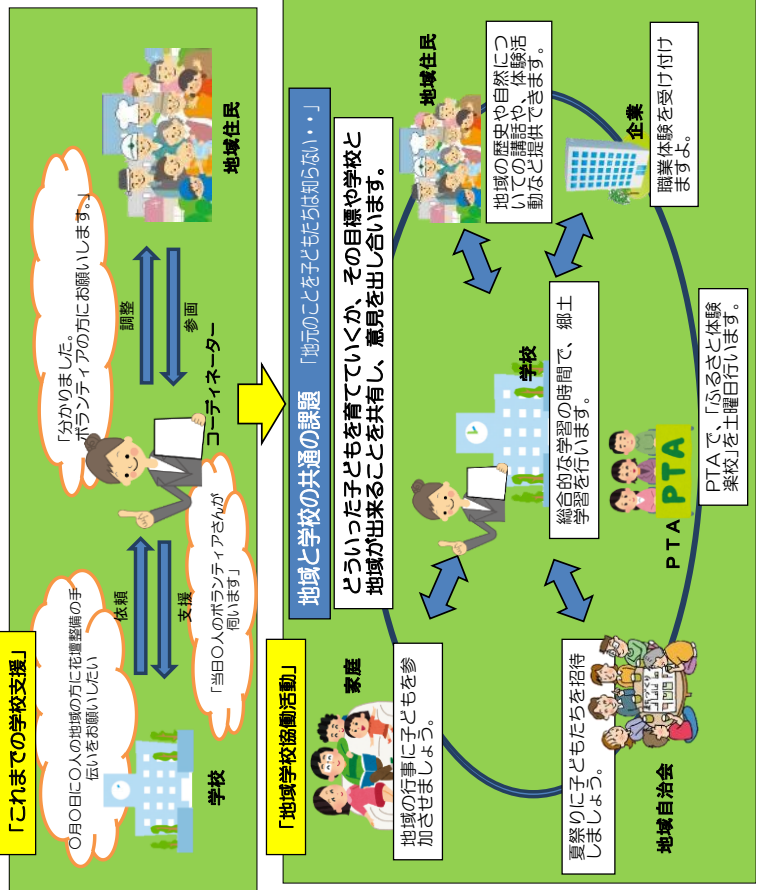 「これまでの学校支援」
〇月〇日に〇人の地域の方に花壇整備の手
伝いをお願いしたい
学校
依頼
支援
「当日〇人のボランティアさんが
伺います」
「分かりました。
ボランティアの方にお願いします。」
コーディネーター
調整
参画
地域住民
「地域学校協働活動」
地域と学校の共通の課題 「地元のことを子どもたちは知らない・・」
どういった子どもを育てていくか、その目標や学校と
地域が出来ることを共有し、意見を出し合います。
家庭
地域の行事に子どもを参
加させましょう。
学校
総合的な学習の時間で、郷土
学習を行います。
地域住民
地域の歴史や自然につ
いての講話や、体験活
動など提供できます。
夏祭りに子どもたちを招待
しましょう。
地域自治会
PTA
PTA
PTAで、「ふるさと体験
楽校」を土曜日行います。
企業
職業体験を受け付け
ますよ。